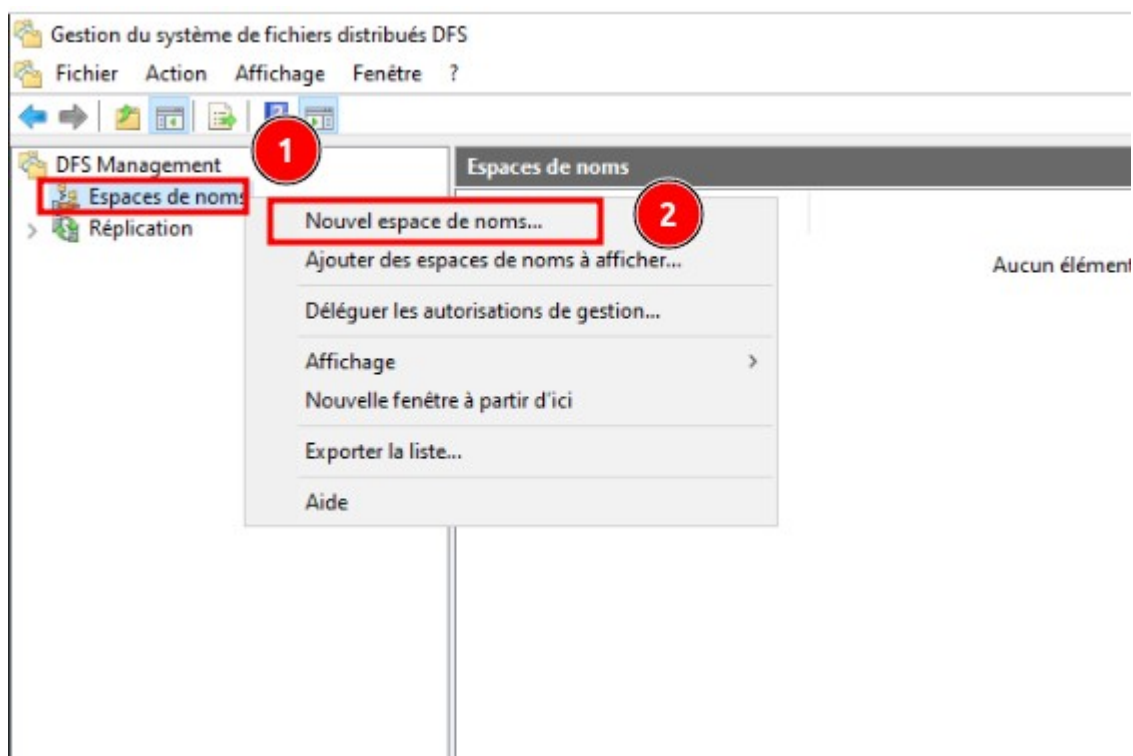 Gestion du système de fichiers distribués DFS
Fichier Action Affichage Fenêtre ?
1
DFS Management
Espaces de noms
Espaces de noms
Réplication
2
Nouvel espace de noms...
Ajouter des espaces de noms à afficher...
Aucun élément
Déléguer les autorisations de gestion...
Affichage
Nouvelle fenêtre à partir d'ici
Exporter la liste...
Aide